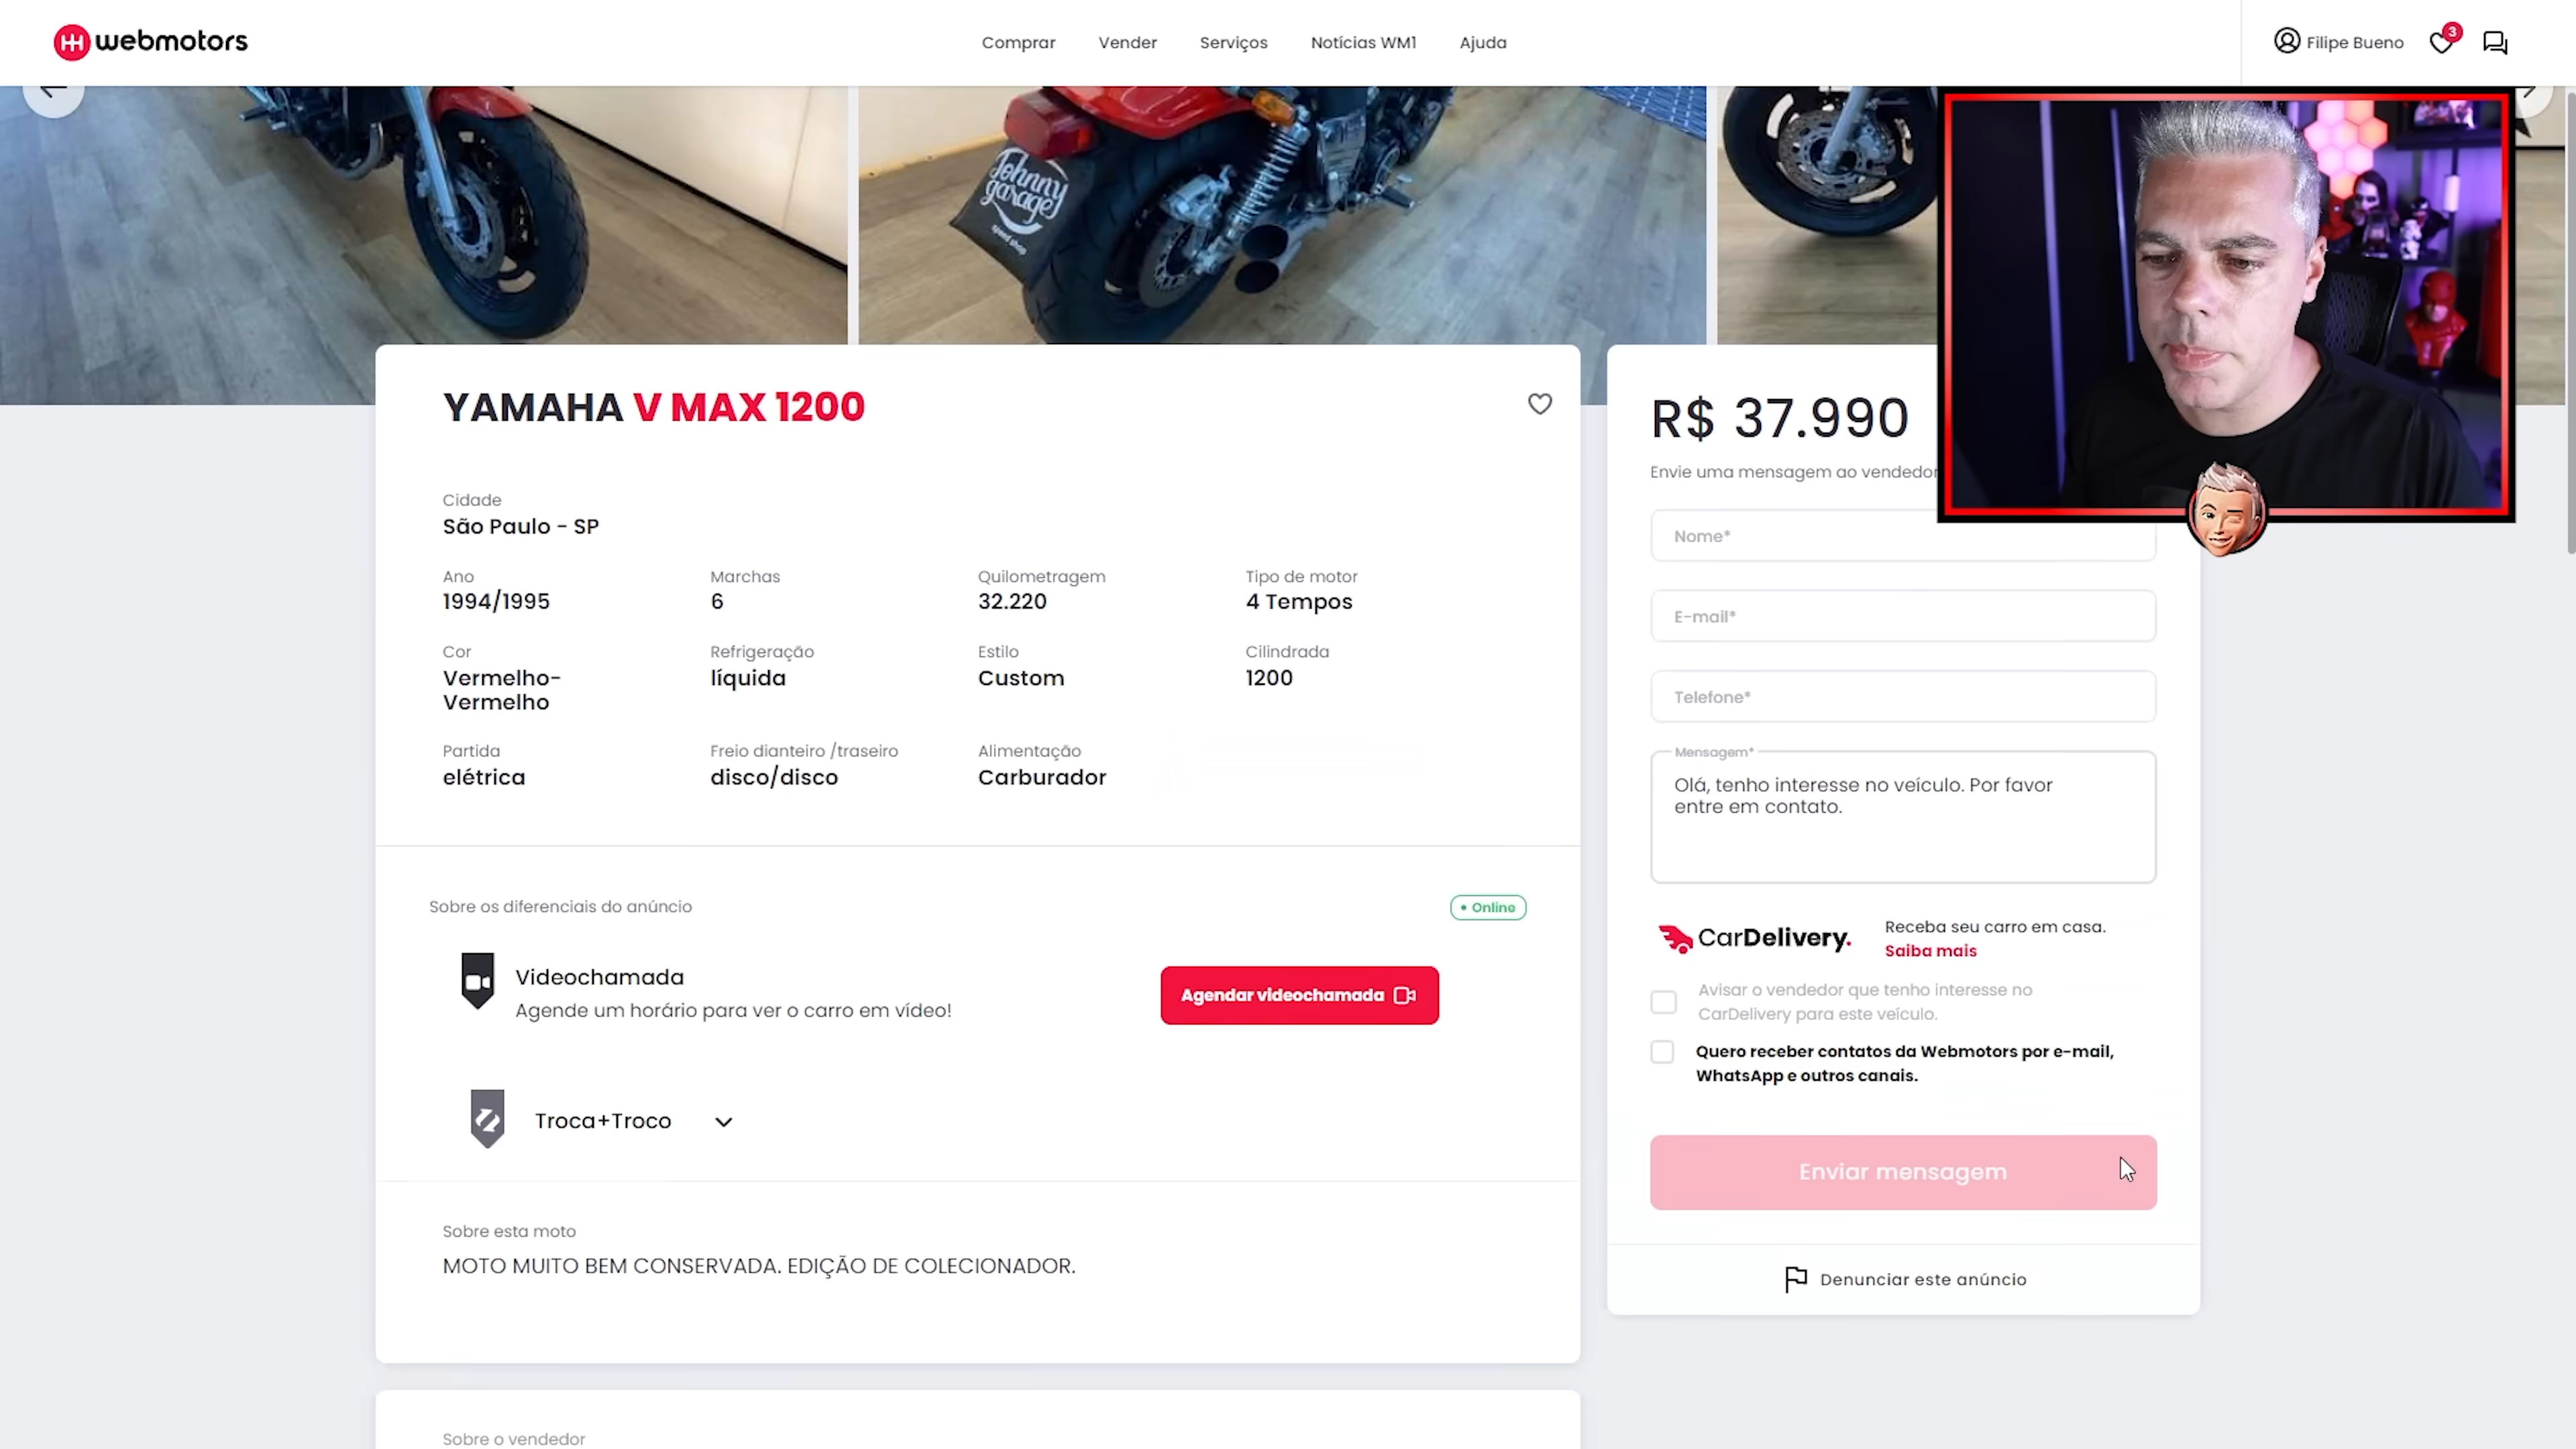 webmotors
Comprar
Vender
Serviços
Notícias WM1
Ajuda
Filipe Bueno
3
Johnny
garage
speed shop
YAMAHA V MAX 1200
Cidade
São Paulo - SP
Ano
1994/1995
Marchas
6
Quilometragem
32.220
Tipo de motor
4 Tempos
Cor
Vermelho-
Vermelho
Refrigeração
líquida
Estilo
Custom
Cilindrada
1200
Partida
elétrica
Freio dianteiro /traseiro
disco/disco
Alimentação
Carburador
Sobre os diferenciais do anúncio
Online
Videochamada
Agende um horário para ver o carro em vídeo!
Agendar videochamada
Troca+Troco
Sobre esta moto
MOTO MUITO BEM CONSERVADA. EDIÇÃO DE COLECIONADOR.
Sobre o vendedor
R$ 37.990
Envie uma mensagem ao vendedor
Nome*
E-mail*
Telefone*
Mensagem*
Olá, tenho interesse no veículo. Por favor
entre em contato.
CarDelivery.
Receba seu carro em casa.
Saiba mais
Avisar o vendedor que tenho interesse no
CarDelivery para este veículo.
Quero receber contatos da Webmotors por e-mail,
WhatsApp e outros canais.
Enviar mensagem
Denunciar este anúncio